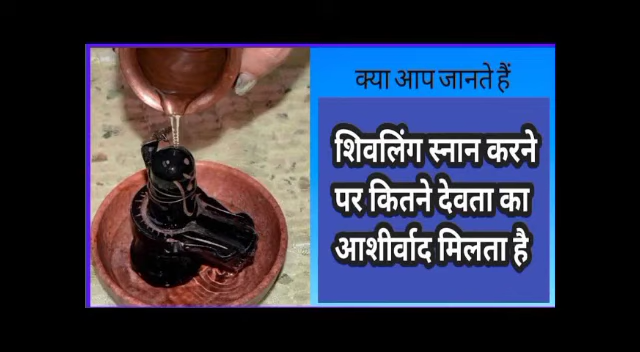 क्या आप जानते हैं
शिवलिंग स्नान करने
पर कितने देवता का
आशीर्वाद मिलता है